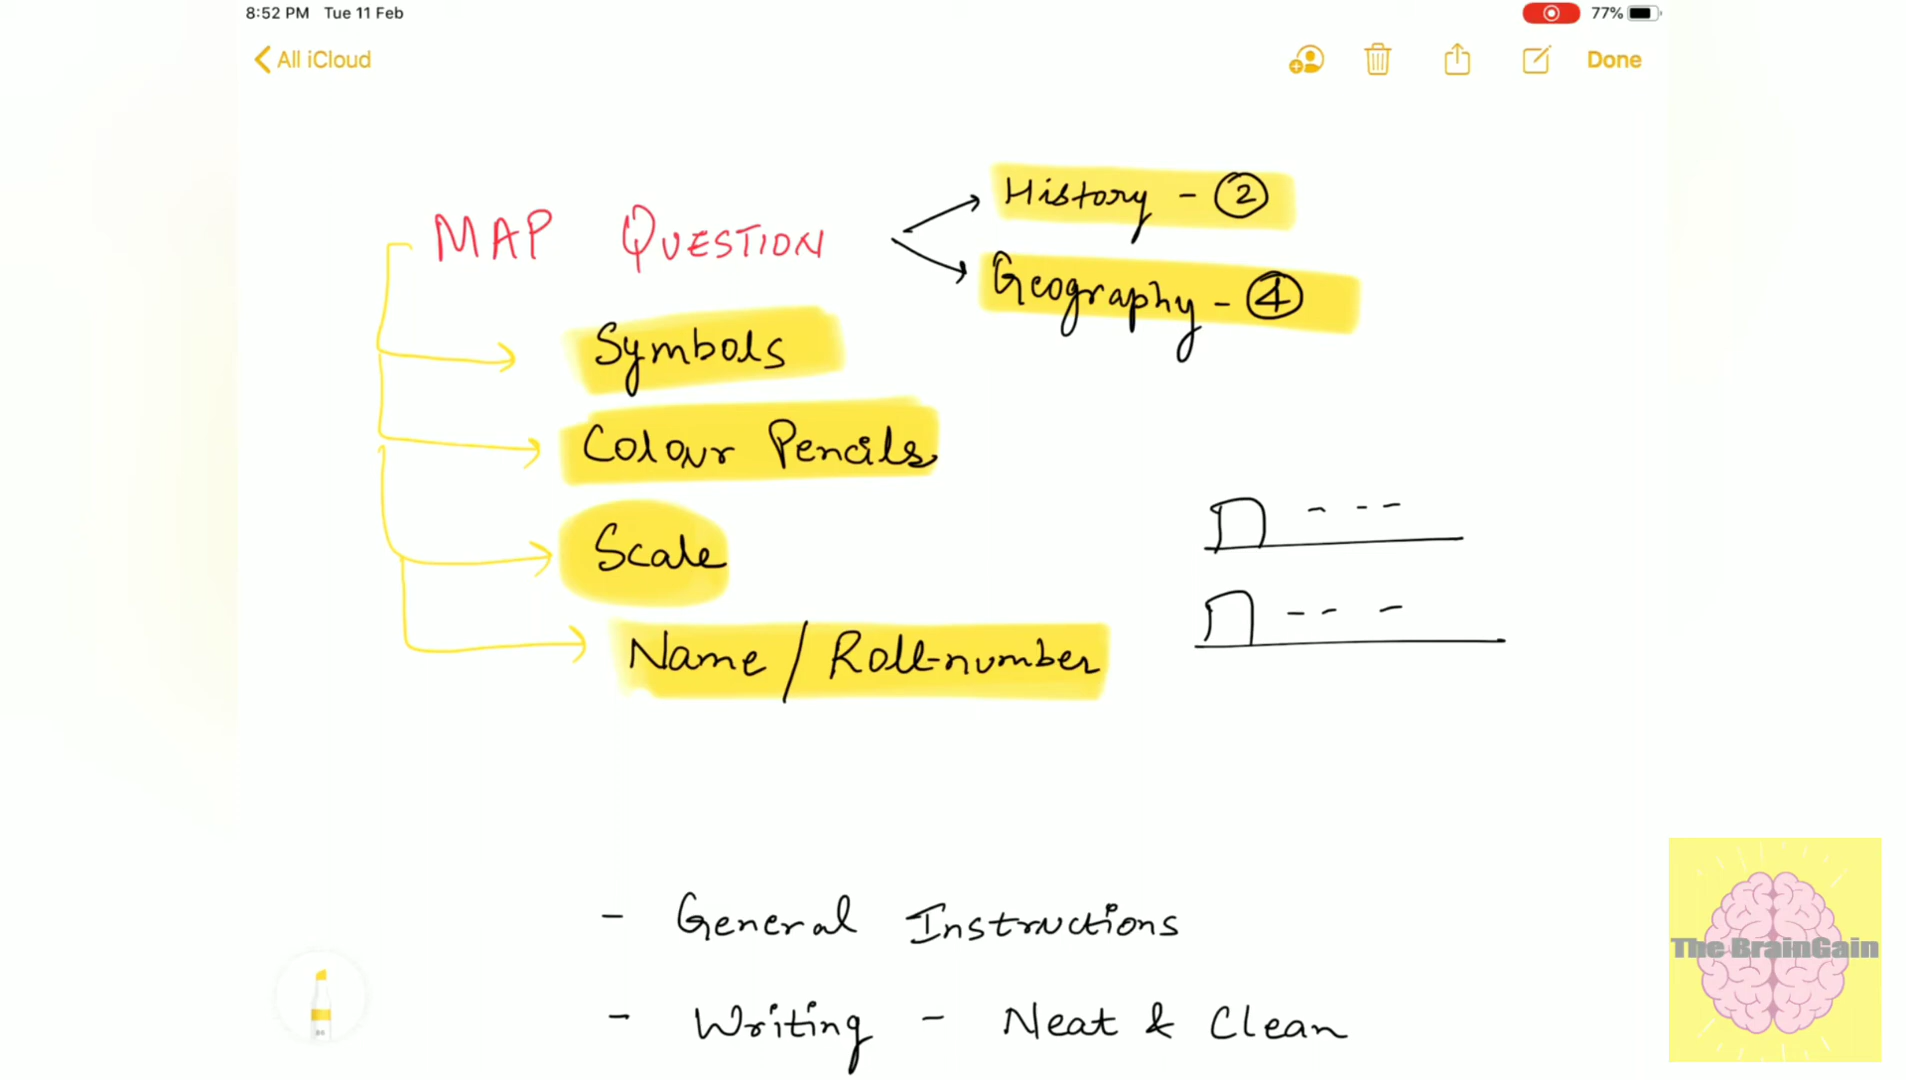 8:52 PM Tue 11 Feb
77%
All iCloud
Done
History - 2
MAP QUESTION
Geography - 4
Symbols
Colour Pencils
Scale
Name / Roll-number
- General Instructions
The BrainGain
- Writing - Neat & Clean